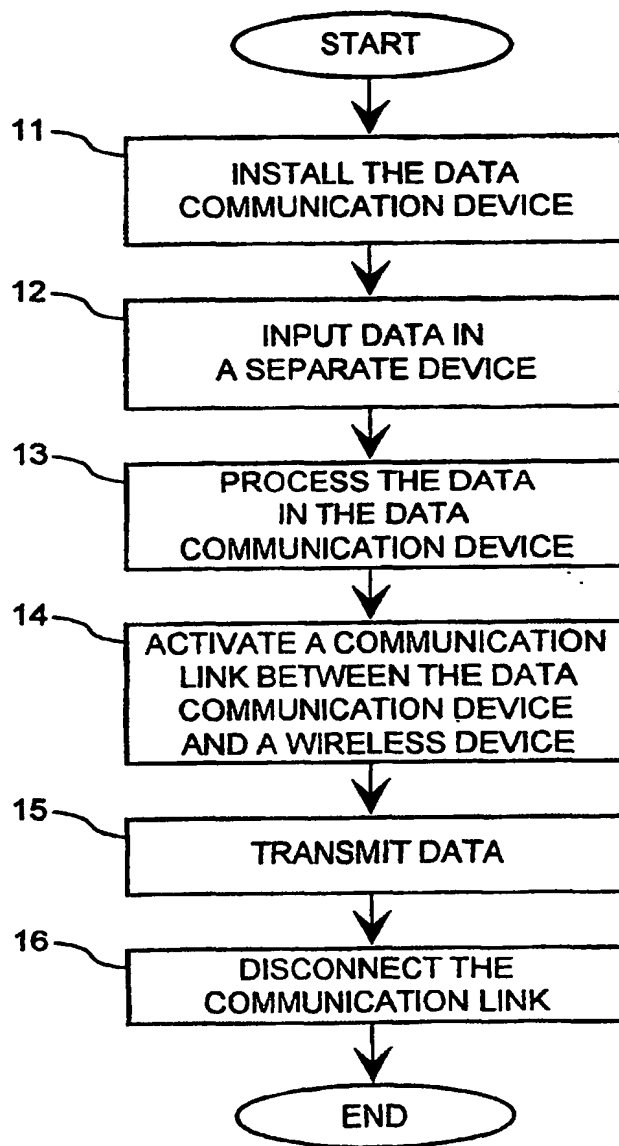 START
11
INSTALL THE DATA
COMMUNICATION DEVICE
12
INPUT DATA IN
A SEPARATE DEVICE
13
PROCESS THE DATA
IN THE DATA
COMMUNICATION DEVICE
14
ACTIVATE A COMMUNICATION
LINK BETWEEN THE DATA
COMMUNICATION DEVICE
AND A WIRELESS DEVICE
15
TRANSMIT DATA
16
DISCONNECT THE
COMMUNICATION LINK
END